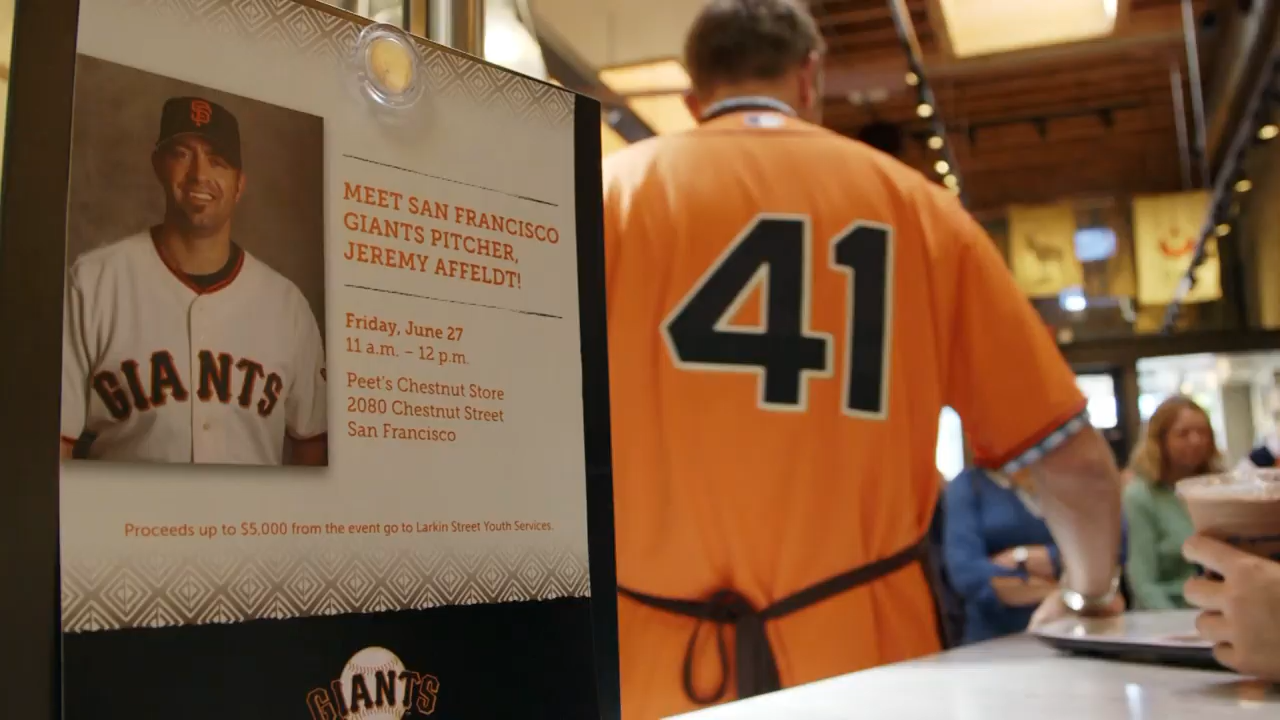 MEET SAN FRANCISCO
GIANTS PITCHER,
JEREMY AFFELDT!
Friday, June 27
11 a.m. – 12 p.m.
Peet's Chestnut Store
2080 Chestnut Street
San Francisco
Proceeds up to $5,000 from the event go to Larkin Street Youth Services.
GIANTS
SF
GIANTS
41